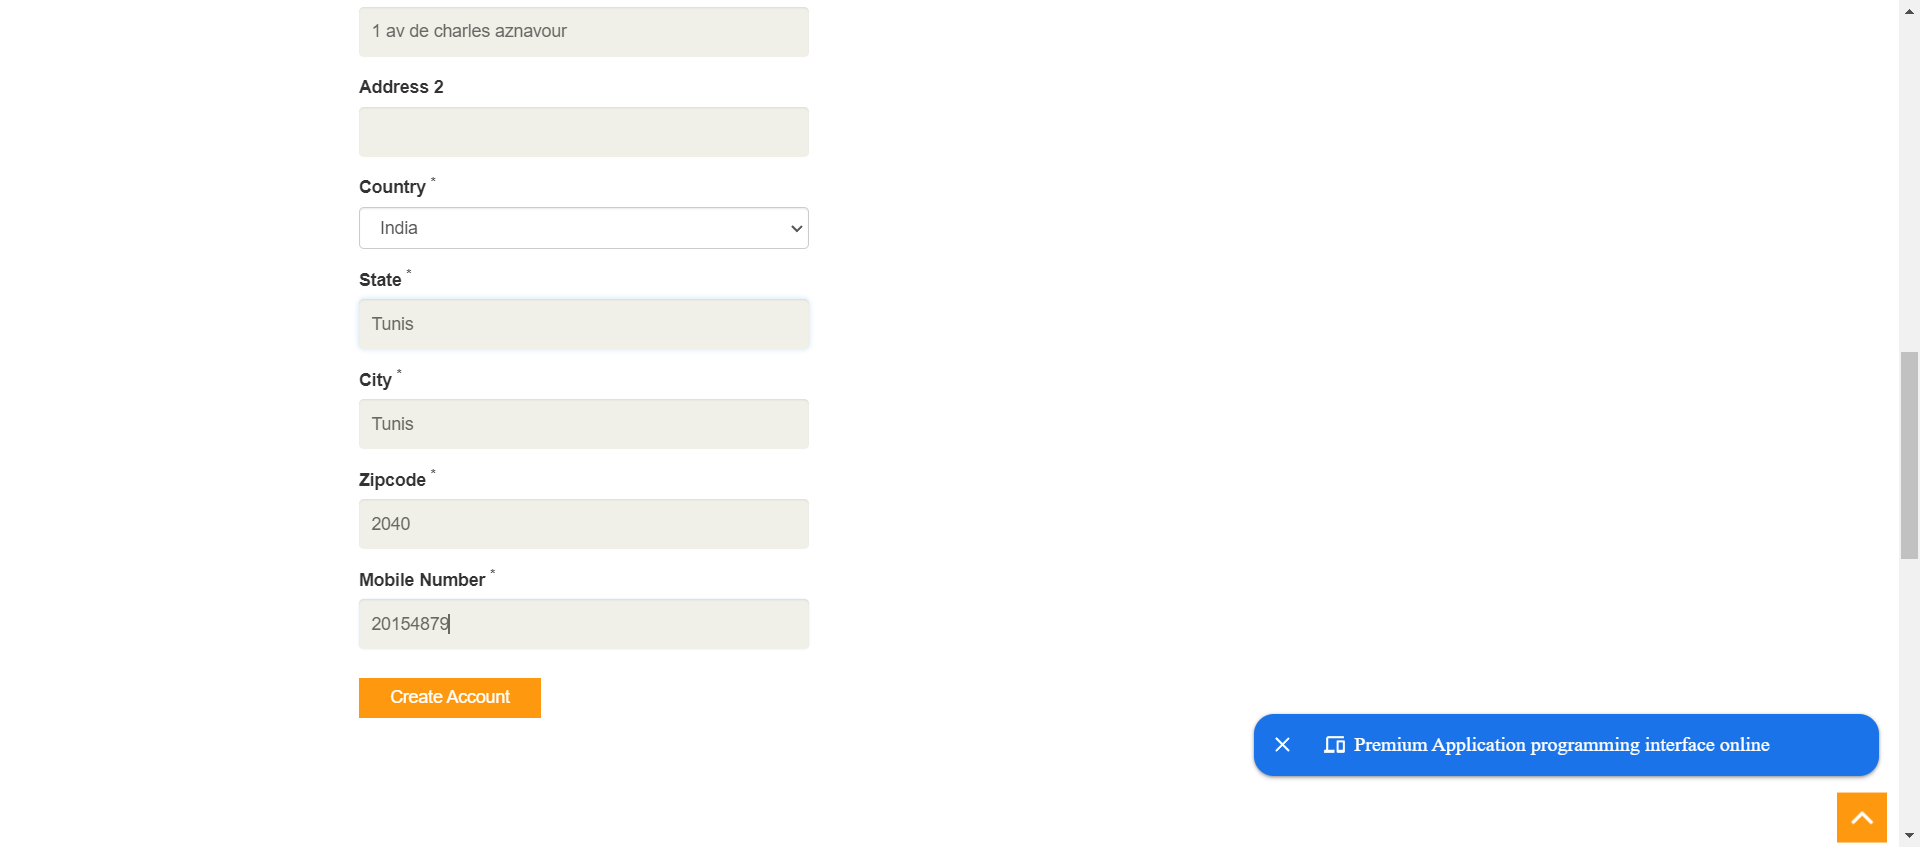 1 av de charles aznavour
Address 2
Country *
India
State *
Tunis
City *
Tunis
Zipcode *
2040
Mobile Number *
20154879
Create Account
Premium Application programming interface online